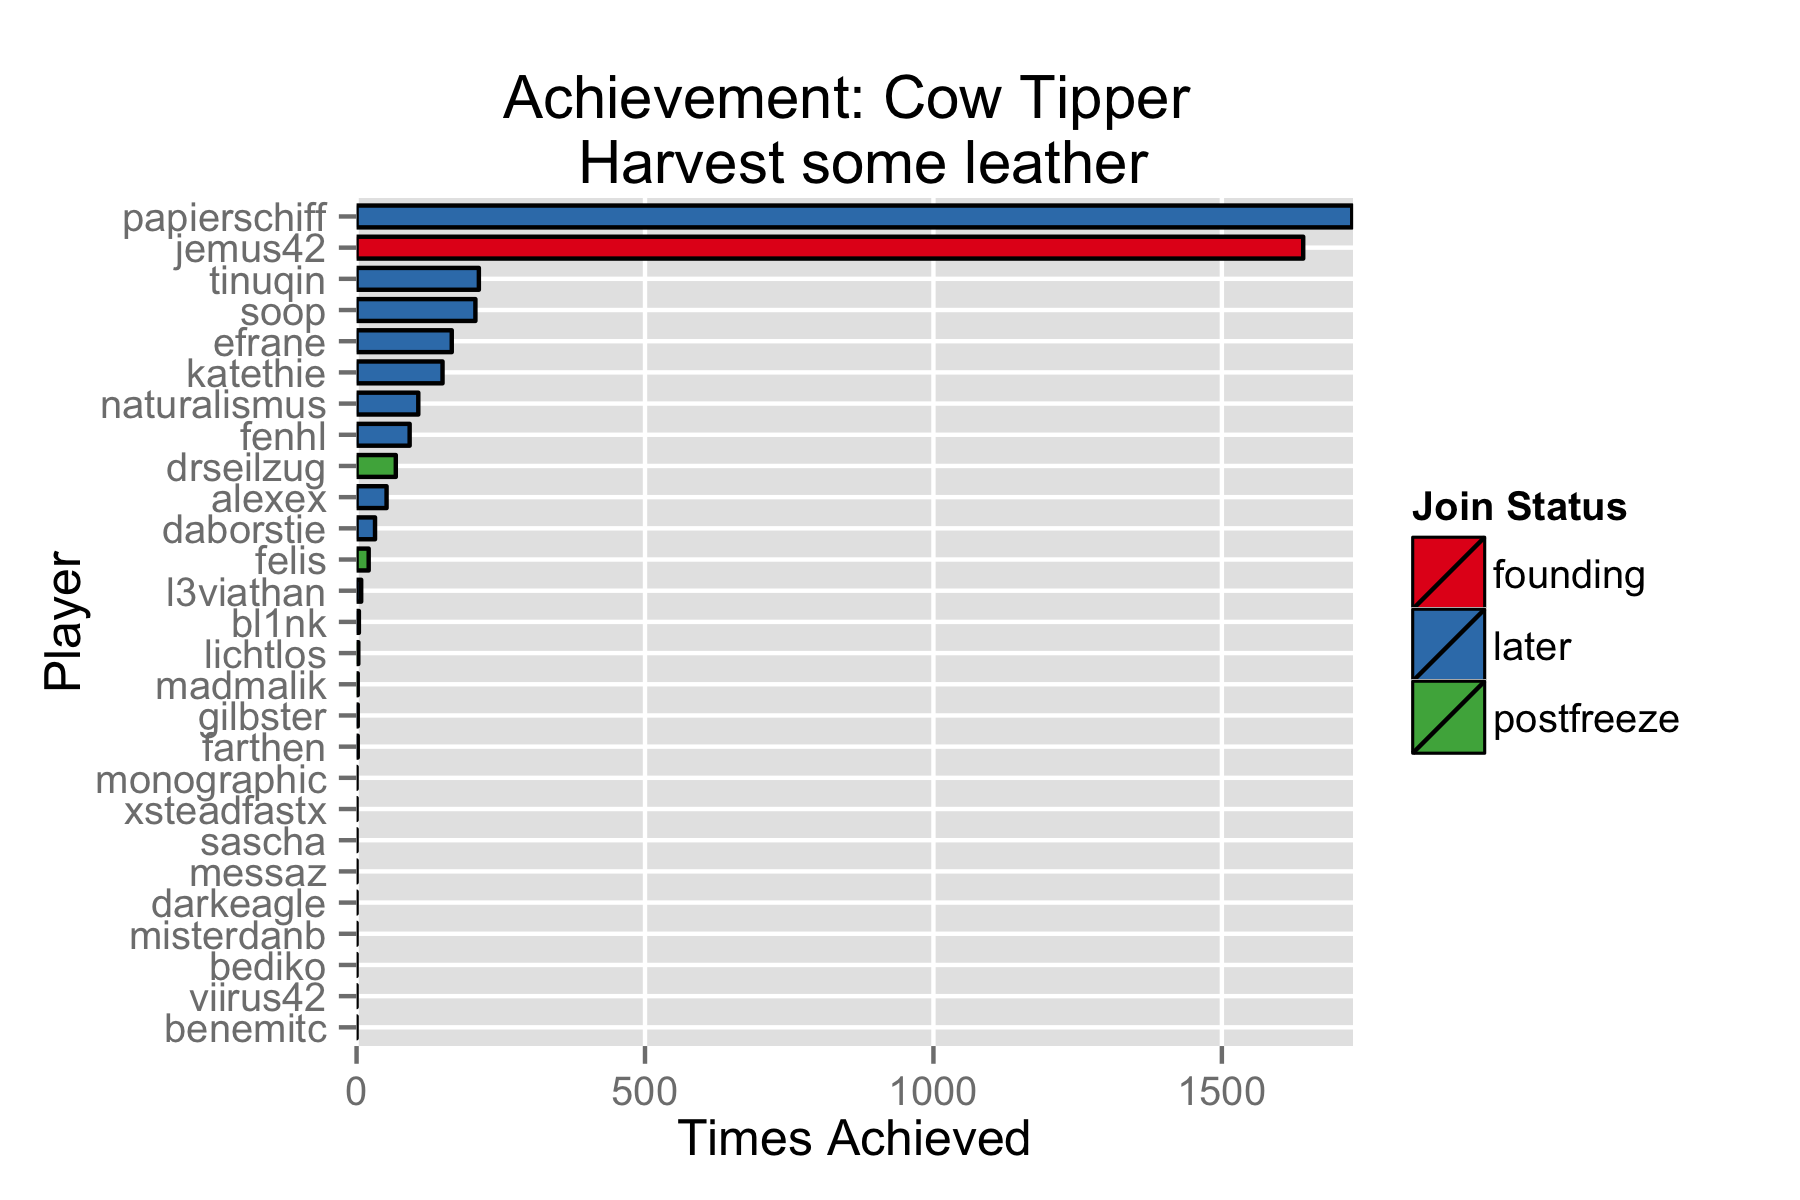 Achievement: Cow Tipper
Harvest some leather
Player
papierschiff
jemus42
tinuqin
soop
efrane
katethie
naturalismus
fenhl
drseilzug
alexex
daborstie
felis
l3viathan
bl1nk
lichtlos
madmalik
gilbster
farthen
monographic
xsteadfastx
sascha
messaz
darkeagle
misterdanb
bediko
viirus42
benemitc
0 500 1000 1500
Times Achieved
Join Status
founding
later
postfreeze